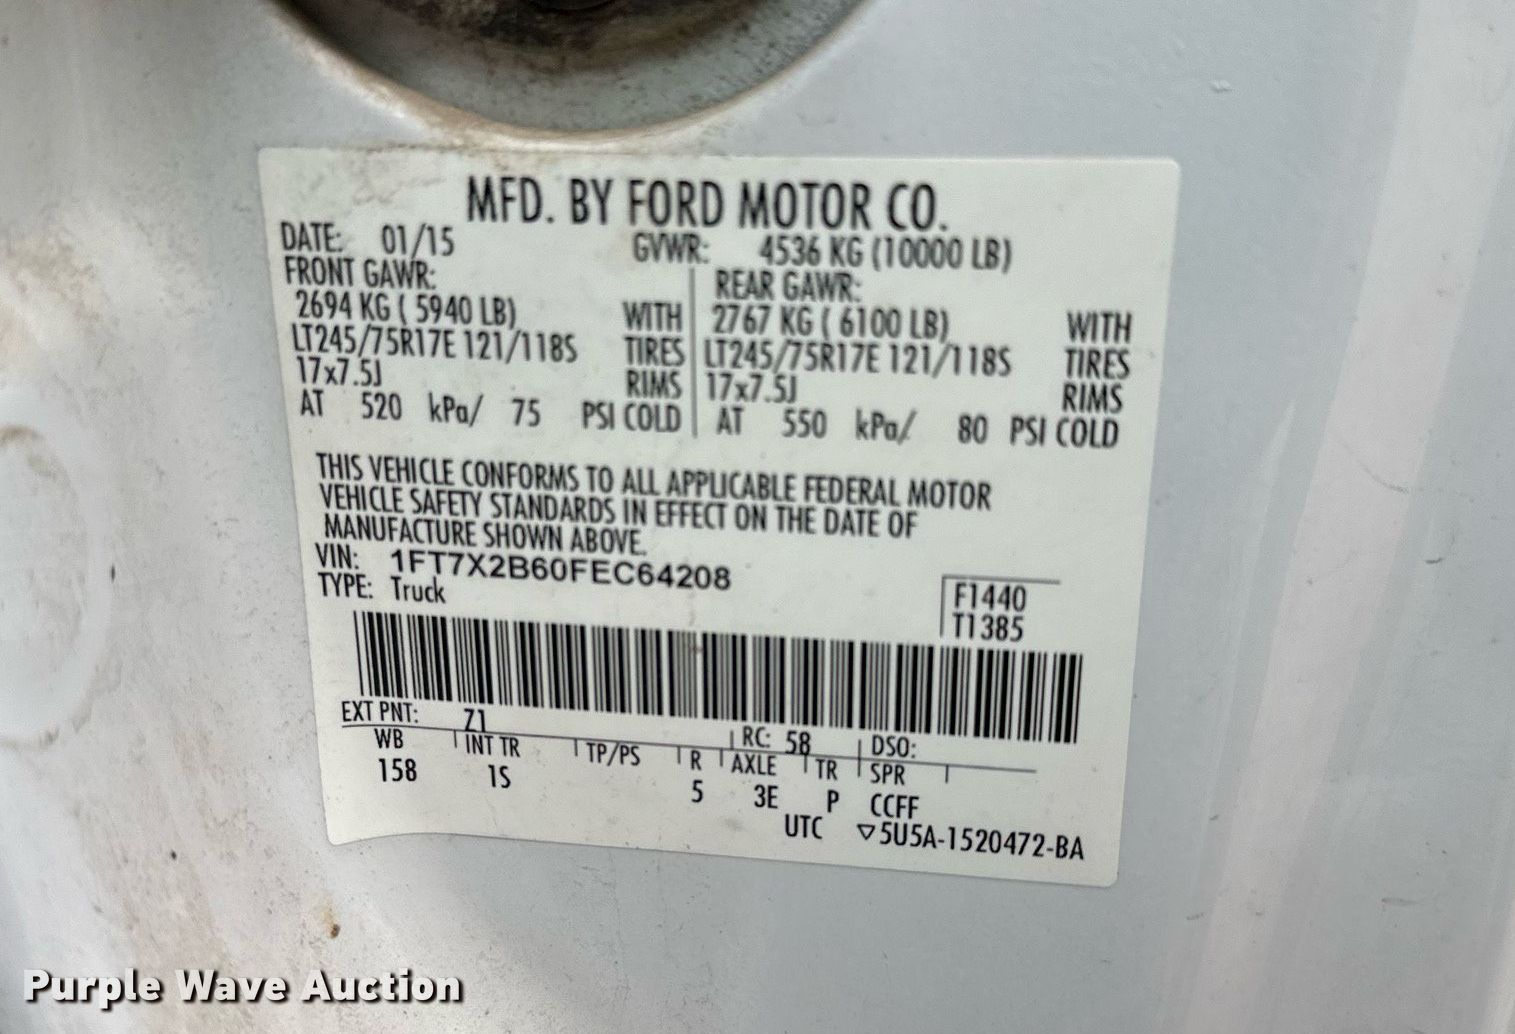 MFD. BY FORD MOTOR CO.
DATE: 01/15 GVWR: 4536 KG (10000 LB)
FRONT GAWR: REAR GAWR:
2694 KG ( 5940 LB) WITH 2767 KG ( 6100 LB) WITH
LT245/75R17E 121/118S TIRES LT245/75R17E 121/118S TIRES
17x7.5J RIMS 17x7.5J RIMS
AT 520 kPa/ 75 PSI COLD AT 550 kPa/ 80 PSI COLD
THIS VEHICLE CONFORMS TO ALL APPLICABLE FEDERAL MOTOR
VEHICLE SAFETY STANDARDS IN EFFECT ON THE DATE OF
MANUFACTURE SHOWN ABOVE.
VIN: 1FT7X2B60FEC64208
TYPE: Truck F1440
T1385
EXT PNT: Z1 RC: 58 DSO:
WB INT TR TP/PS R AXLE TR SPR
158 1S 5 3E P CCFF
UTC ▽5U5A-1520472-BA
Purple Wave Auction